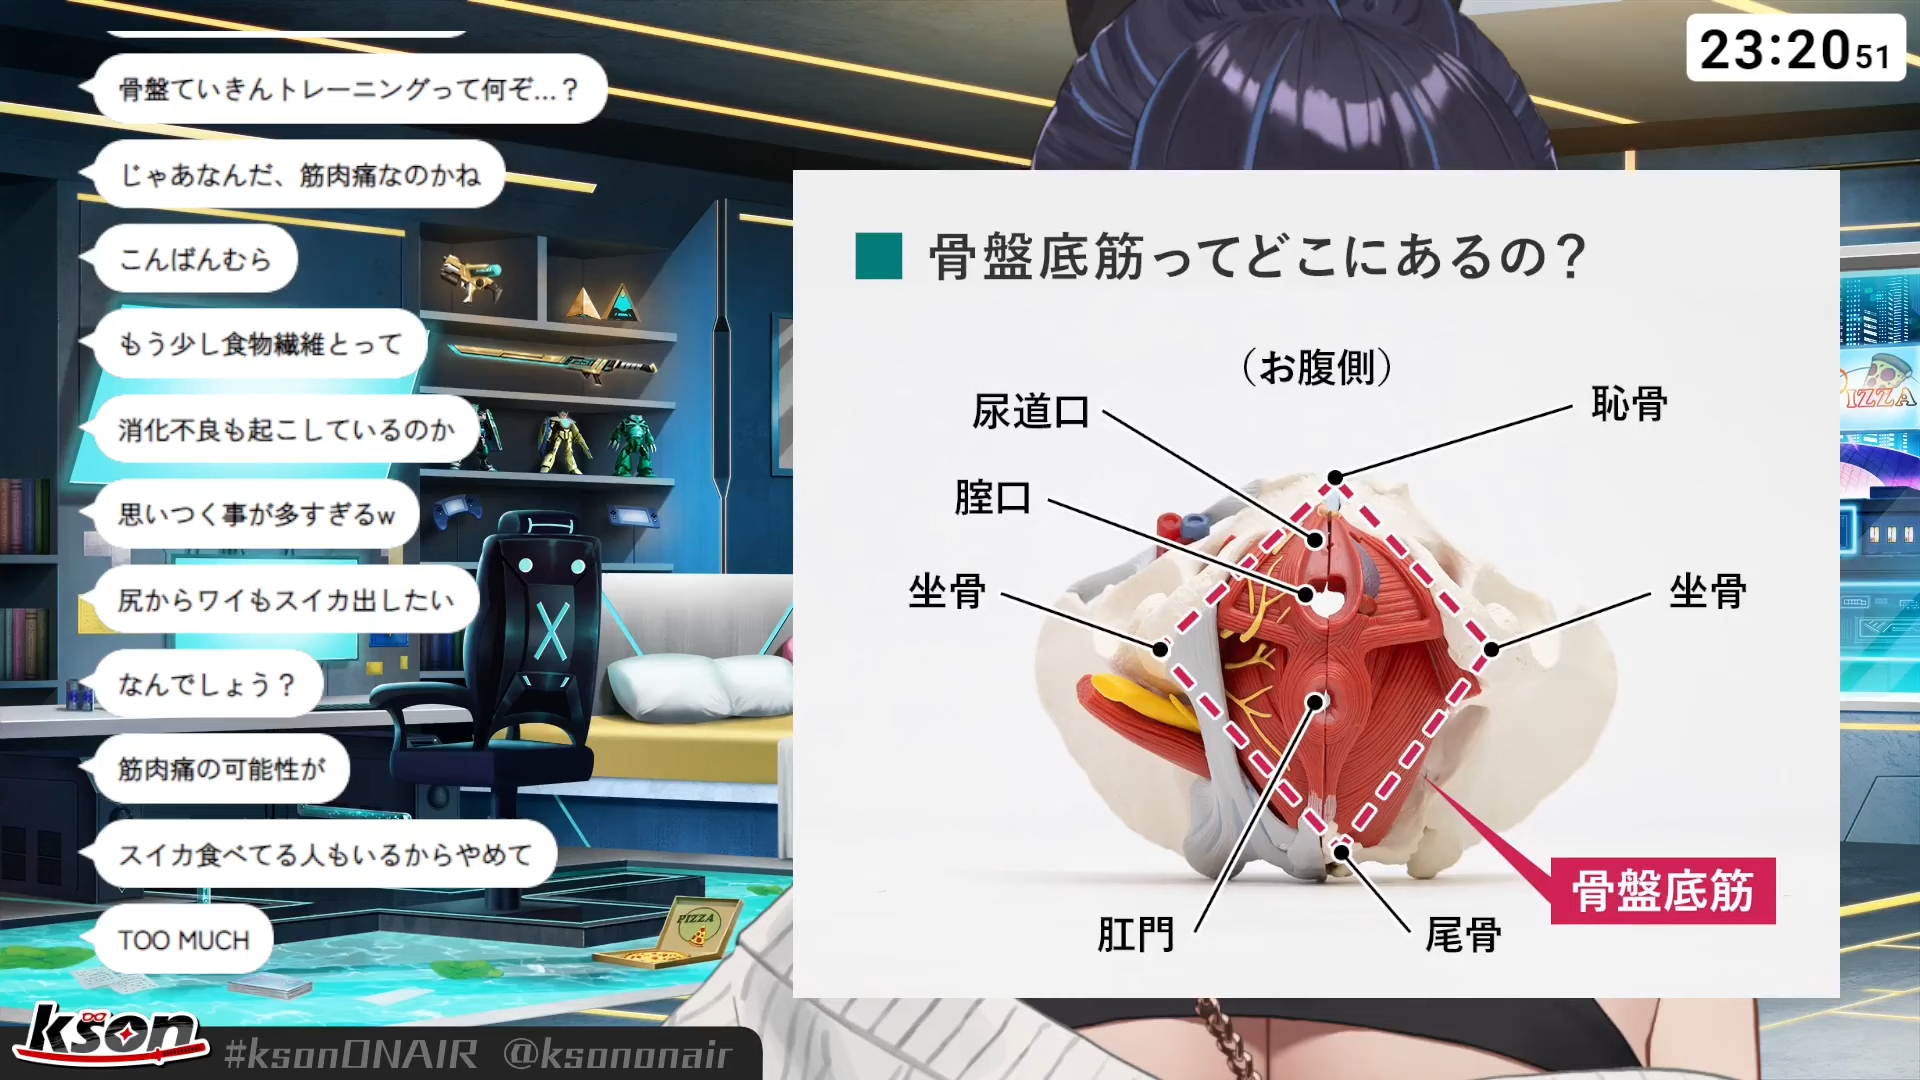 23:20 51
骨盤ていきんトレーニングって何ぞ…？
じゃあなんだ、筋肉痛なのかね
こんばんむら
もう少し食物繊維とって
消化不良も起こしているのか
思いつく事が多すぎるw
尻からワイもスイカ出したい
なんでしょう？
筋肉痛の可能性が
スイカ食べてる人もいるからやめて
TOO MUCH
骨盤底筋ってどこにあるの？
（お腹側）
尿道口
恥骨
腟口
坐骨
坐骨
骨盤底筋
肛門
尾骨
PIZZA
PIZZA
kson
#ksonONAIR @ksononair